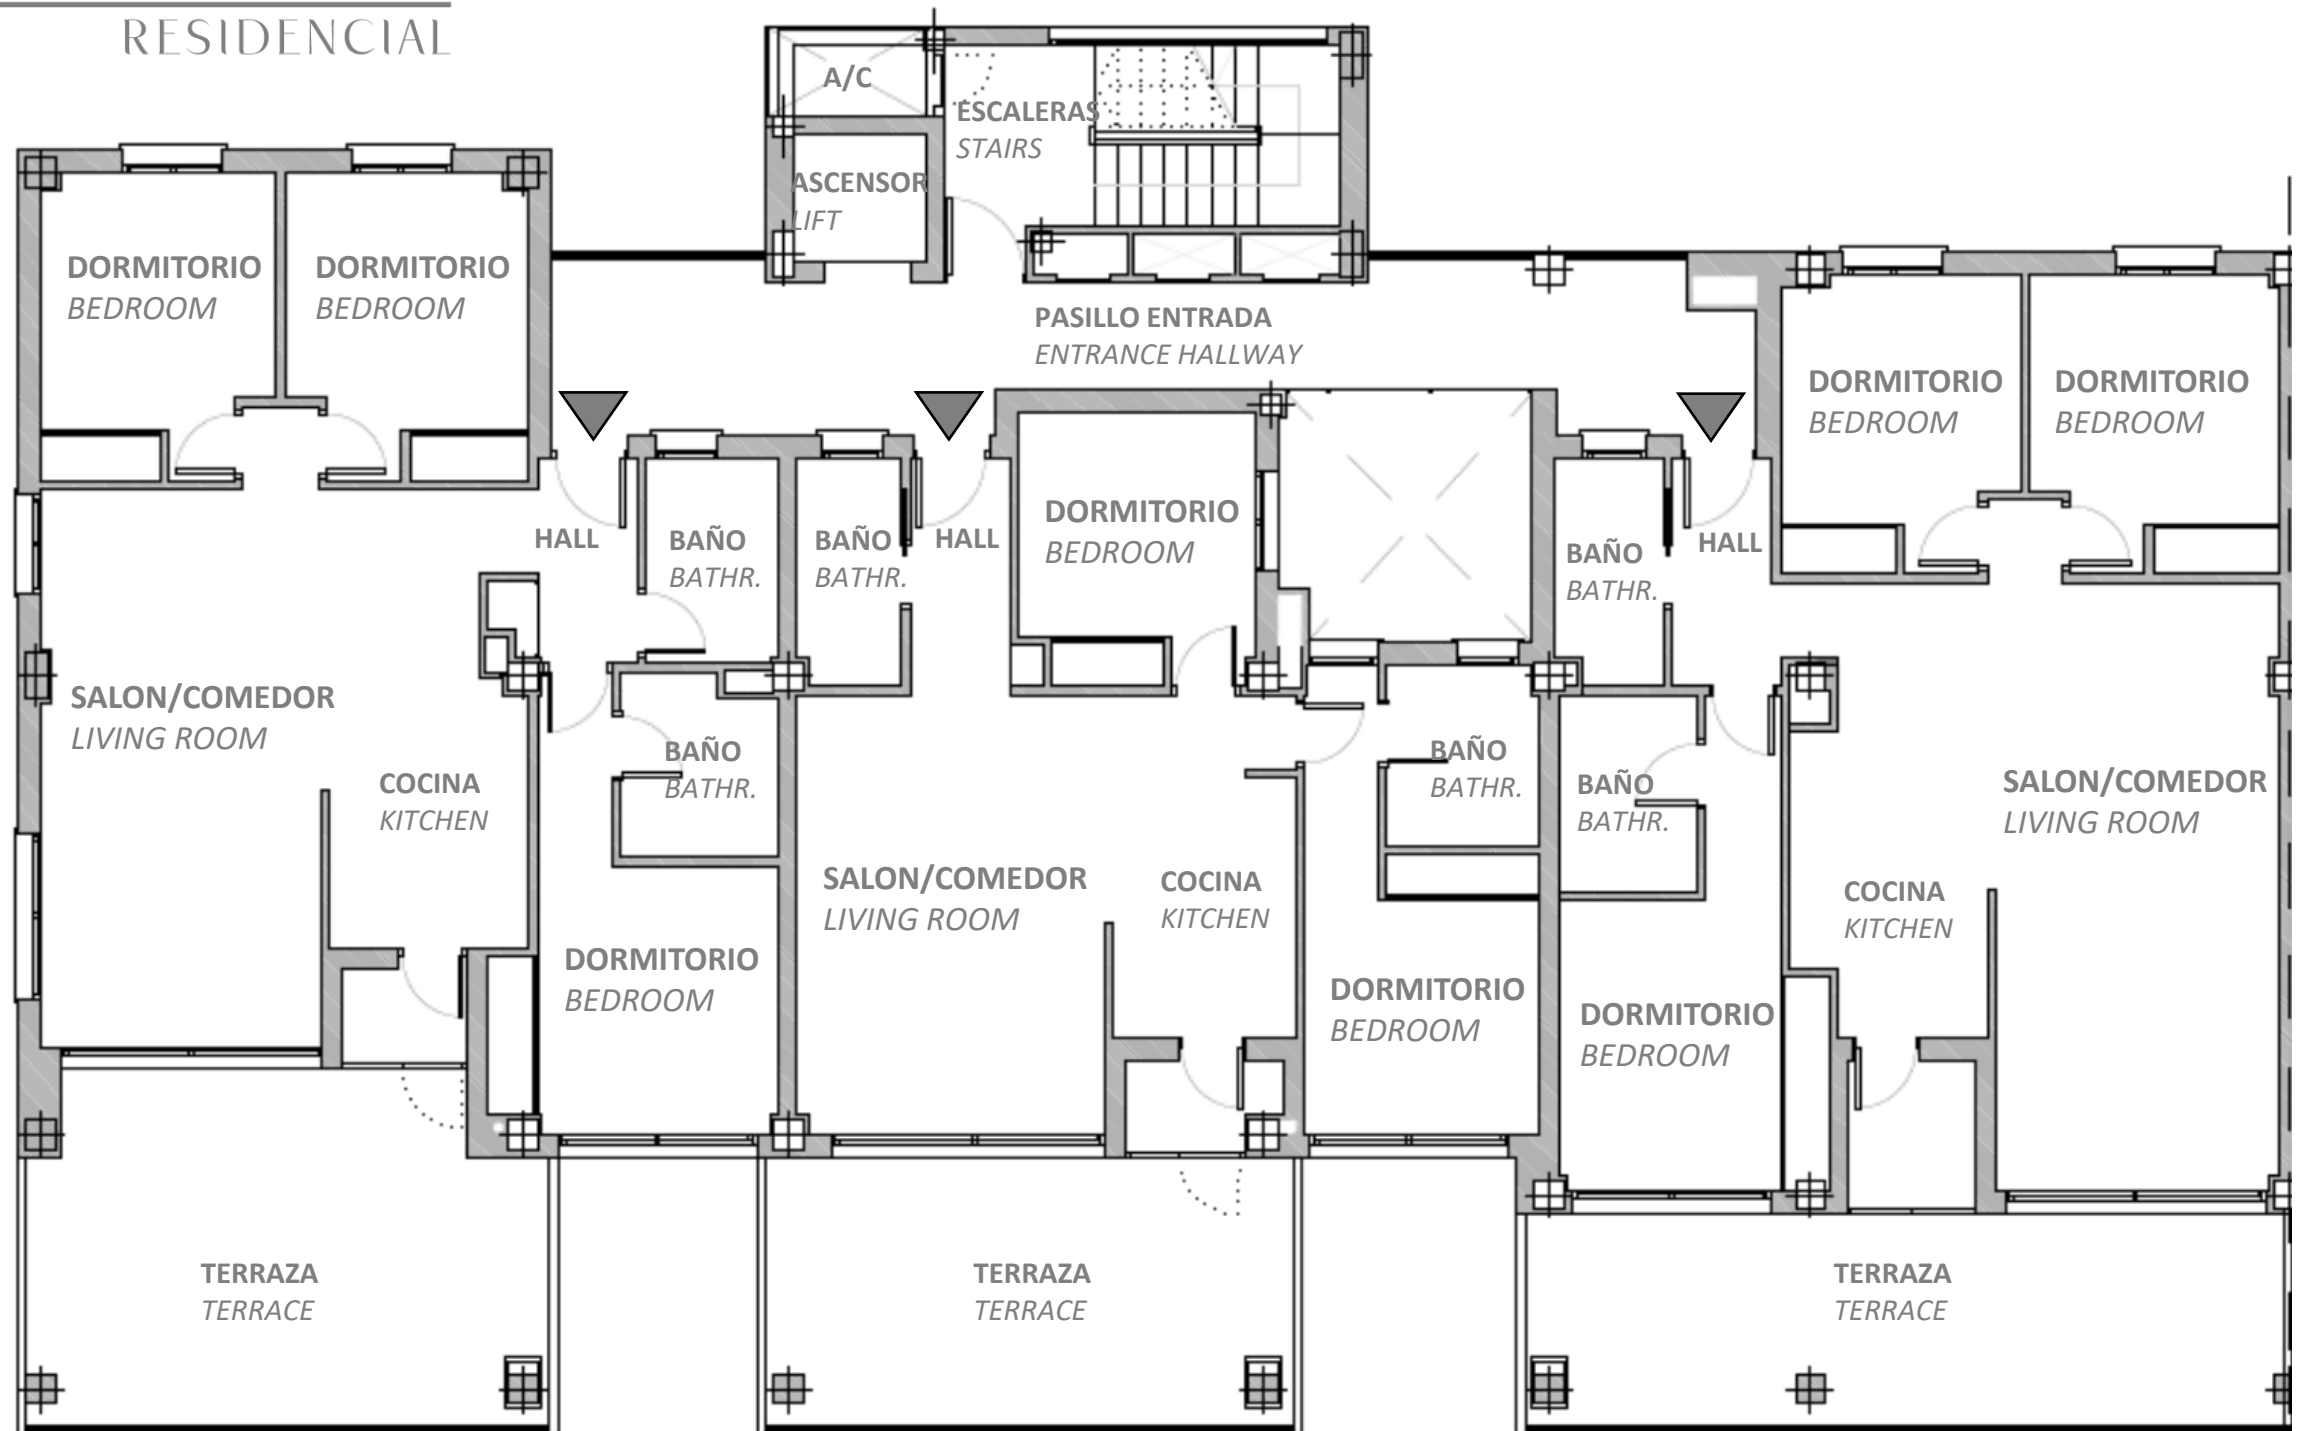 RESIDENCIAL
A/C
ESCALERAS
STAIRS
ASCENSOR
LIFT
DORMITORIO
BEDROOM
DORMITORIO
BEDROOM
PASILLO ENTRADA
ENTRANCE HALLWAY
DORMITORIO
BEDROOM
DORMITORIO
BEDROOM
HALL
BAÑO
BATHR.
BAÑO
BATHR.
HALL
DORMITORIO
BEDROOM
BAÑO
BATHR.
HALL
SALON/COMEDOR
LIVING ROOM
COCINA
KITCHEN
BAÑO
BATHR.
SALON/COMEDOR
LIVING ROOM
COCINA
KITCHEN
BAÑO
BATHR.
BAÑO
BATHR.
SALON/COMEDOR
LIVING ROOM
COCINA
KITCHEN
DORMITORIO
BEDROOM
DORMITORIO
BEDROOM
DORMITORIO
BEDROOM
TERRAZA
TERRACE
TERRAZA
TERRACE
TERRAZA
TERRACE